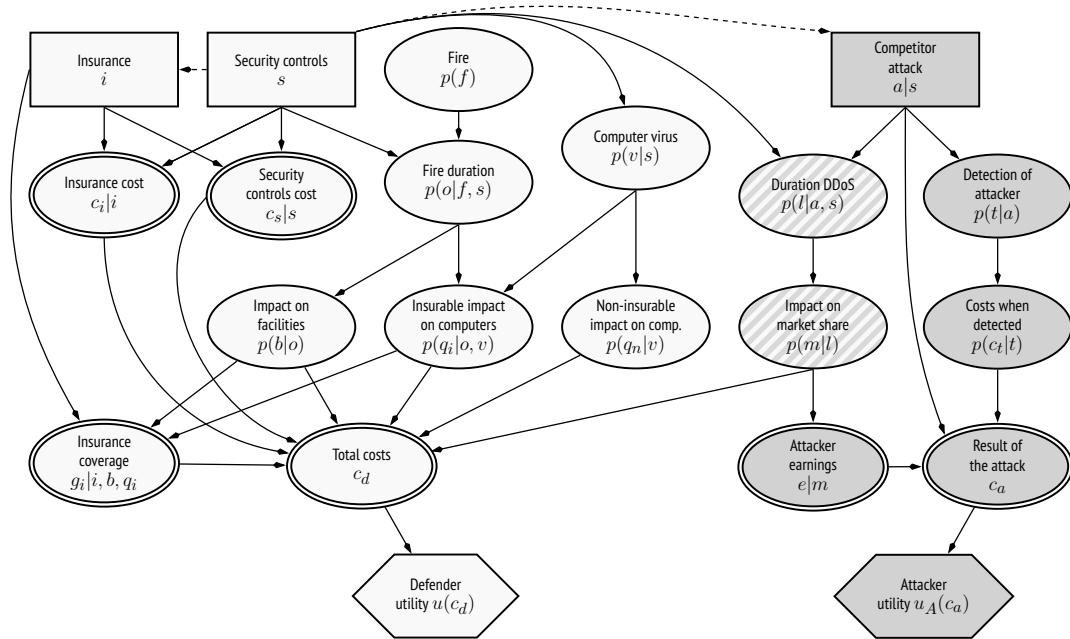 Insurance
i
Security controls
s
Fire
p(f)
Competitor
attack
a|s
Computer virus
p(v|s)
Insurance cost
c_i|i
Security
controls cost
c_s|s
Fire duration
p(o|f, s)
Duration DDoS
p(l|a, s)
Detection of
attacker
p(t|a)
Impact on
facilities
p(b|o)
Insurable impact
on computers
p(q_i|o, v)
Non-insurable
impact on comp.
p(q_n|v)
Impact on
market share
p(m|l)
Costs when
detected
p(c_t|t)
Insurance
coverage
g_i|i, b, q_i
Total costs
c_d
Attacker
earnings
e|m
Result of
the attack
c_a
Defender
utility u(c_d)
Attacker
utility u_A(c_a)